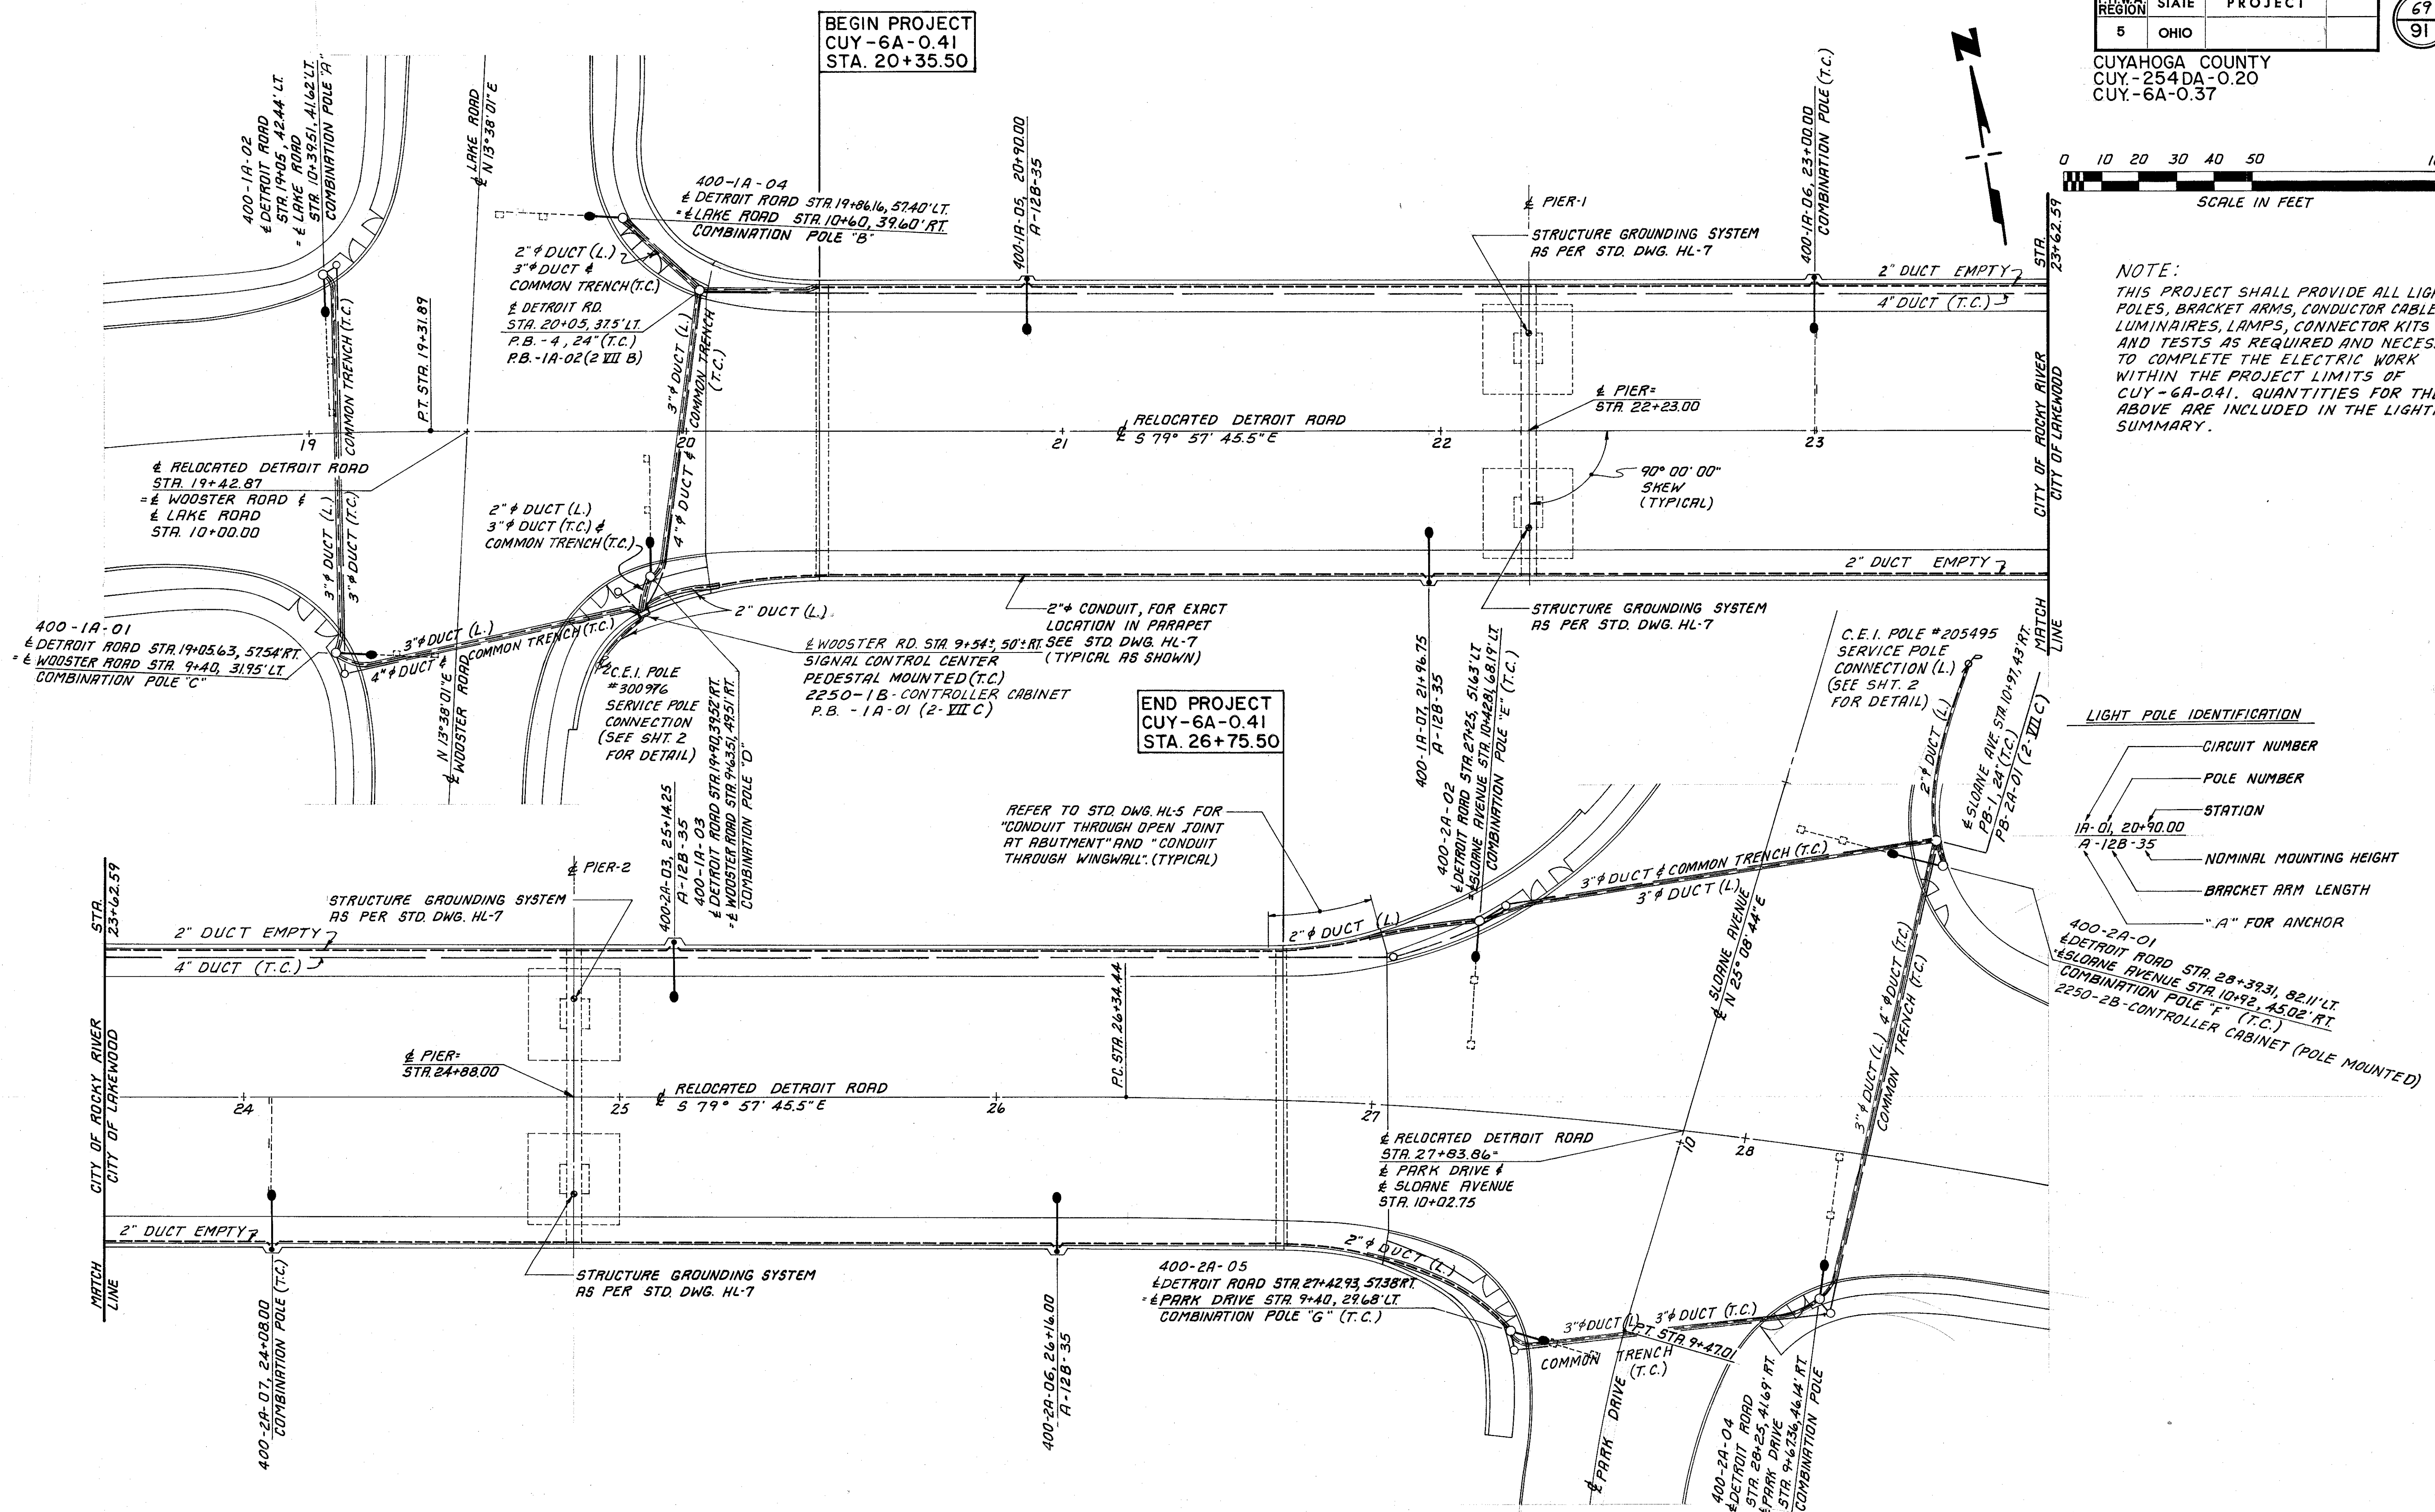 BEGIN PROJECT
CUY-6A-0.41
STA. 20+35.50
REGION STATE PROJECT
5 OHIO
69
91
CUYAHOGA COUNTY
CUY.-254DA-0.20
CUY.-6A-0.37
N
0 10 20 30 40 50
SCALE IN FEET
NOTE:
THIS PROJECT SHALL PROVIDE ALL
POLES, BRACKET ARMS, CONDUCTOR
LUMINAIRES, LAMPS, CONNECTOR KITS
AND TESTS AS REQUIRED AND
TO COMPLETE THE ELECTRIC WORK
WITHIN THE PROJECT LIMITS OF
CUY-6A-0.41. QUANTITIES FOR
ABOVE ARE INCLUDED IN THE
SUMMARY.
400-1A-02
℄ DETROIT ROAD
STA. 19+05, 42.44' LT.
= ℄ LAKE ROAD
STA. 10+39.51, 41.62' LT.
COMBINATION POLE "A"
℄ LAKE ROAD
N 13° 38' 01" E
400-1A-04
℄ DETROIT ROAD STA. 19+86.16, 57.40' LT.
= ℄ LAKE ROAD STA. 10+60, 39.60' RT.
COMBINATION POLE "B"
2" ϕ DUCT (L.)
3" ϕ DUCT &
COMMON TRENCH (T.C.)
℄ DETROIT RD.
STA. 20+05, 37.5' LT.
P.B. -4, 24" (T.C.)
P.B.-1A-02 (2 VII B)
400-1A-05, 20+90.00
A-12B-35
℄ PIER-1
STRUCTURE GROUNDING SYSTEM
AS PER STD. DWG. HL-7
400-1A-06, 23+00.00
COMBINATION POLE (T.C.)
2" DUCT EMPTY
4" DUCT (T.C.)
STA.
23+62.59
COMMON TRENCH (T.C.)
P.T. STA. 19+31.89
3" ϕ DUCT (L.)
4" ϕ DUCT &
COMMON TRENCH
(T.C.)
℄ PIER=
STA. 22+23.00
19
20
21
22
23
℄ RELOCATED DETROIT ROAD
S 79° 57' 45.5" E
90° 00' 00"
SKEW
(TYPICAL)
CITY OF ROCKY RIVER
CITY OF LAKEWOOD
℄ RELOCATED DETROIT ROAD
STA. 19+42.87
= ℄ WOOSTER ROAD &
℄ LAKE ROAD
STA. 10+00.00
3" ϕ DUCT (L.)
3" ϕ DUCT (T.C.)
2" ϕ DUCT (L.)
3" ϕ DUCT (T.C.) &
COMMON TRENCH (T.C.)
2" DUCT EMPTY
400-1A-01
℄ DETROIT ROAD STA. 19+05.63, 57.54' RT.
= ℄ WOOSTER ROAD STA. 9+40, 31.95' LT.
COMBINATION POLE "C"
3" ϕ DUCT (L.)
4" ϕ DUCT &
COMMON TRENCH (T.C.)
N 13° 38' 01" E
℄ WOOSTER ROAD
2" DUCT (L.)
2" ϕ CONDUIT, FOR EXACT
LOCATION IN PARAPET
SEE STD. DWG. HL-7
(TYPICAL AS SHOWN)
℄ WOOSTER RD. STA. 9+54±, 50'± RT.
SIGNAL CONTROL CENTER
PEDESTAL MOUNTED (T.C.)
2250-1B-CONTROLLER CABINET
P.B. -1A-01 (2-VII C)
C.E.I. POLE
#300976
SERVICE POLE
CONNECTION
(SEE SHT. 2
FOR DETAIL)
STRUCTURE GROUNDING SYSTEM
AS PER STD. DWG. HL-7
400-1A-07, 21+96.75
A-12B-35
C.E.I. POLE #205495
SERVICE POLE
CONNECTION (L.)
(SEE SHT. 2
FOR DETAIL)
MATCH
LINE
END PROJECT
CUY-6A-0.41
STA. 26+75.50
400-1A-03
℄ DETROIT ROAD STA. 19+90, 39.52' RT.
= ℄ WOOSTER ROAD STA. 9+63.51, 49.51' RT.
COMBINATION POLE "D"
400-2A-03, 25+14.25
A-12B-35
400-2A-02
℄ DETROIT ROAD STA. 27+25, 51.63' LT
℄ SLOANE AVENUE STA. 10+42.81, 68.19' LT
COMBINATION POLE "E" (T.C.)
2" ϕ DUCT (L.)
℄ SLOANE AVE. STA. 10+97, 43' RT.
PB-1, 24" (T.C.)
PB-2A-01 (2-VII C)
LIGHT POLE IDENTIFICATION
CIRCUIT NUMBER
POLE NUMBER
STATION
1A-01, 20+90.00
A-12B-35
NOMINAL MOUNTING HEIGHT
BRACKET ARM LENGTH
"A" FOR ANCHOR
REFER TO STD. DWG. HL-5 FOR
"CONDUIT THROUGH OPEN JOINT
AT ABUTMENT" AND "CONDUIT
THROUGH WINGWALL". (TYPICAL)
3" ϕ DUCT & COMMON TRENCH (T.C.)
3" ϕ DUCT (L.)
℄ SLOANE AVENUE
N 25° 08' 44" E
400-2A-01
℄ DETROIT ROAD STA. 28+39.31, 82.11' LT.
= ℄ SLOANE AVENUE STA. 10+92, 45.02' RT.
COMBINATION POLE "F" (T.C.)
2250-2B-CONTROLLER CABINET (POLE MOUNTED)
STA.
23+62.59
℄ PIER-2
STRUCTURE GROUNDING SYSTEM
AS PER STD. DWG. HL-7
2" DUCT EMPTY
4" DUCT (T.C.)
2" ϕ DUCT (L.)
P.C. STA. 26+34.44
3" ϕ DUCT (L.) 4" ϕ DUCT (T.C.)
COMMON TRENCH (T.C.)
CITY OF ROCKY RIVER
CITY OF LAKEWOOD
℄ PIER=
STA. 24+88.00
24
25
26
27
28
10
℄ RELOCATED DETROIT ROAD
S 79° 57' 45.5" E
℄ RELOCATED DETROIT ROAD
STA. 27+83.86=
℄ PARK DRIVE &
℄ SLOANE AVENUE
STA. 10+02.75
2" DUCT EMPTY
MATCH
LINE
STRUCTURE GROUNDING SYSTEM
AS PER STD. DWG. HL-7
2" ϕ DUCT (L.)
400-2A-05
℄ DETROIT ROAD STA. 27+42.93, 57.38' RT.
= ℄ PARK DRIVE STA. 9+40, 29.68' LT.
COMBINATION POLE "G" (T.C.)
3" ϕ DUCT (L.)
3" ϕ DUCT (T.C.)
P.T. STA. 9+47.01
COMMON TRENCH
(T.C.)
400-2A-07, 24+08.00
COMBINATION POLE (T.C.)
400-2A-06, 26+16.00
A-12B-35
℄ PARK DRIVE
400-2A-04
℄ DETROIT ROAD
STA. 28+25, 41.69' RT.
℄ PARK DRIVE
STA. 9+67.36, 46.14' RT.
COMBINATION POLE